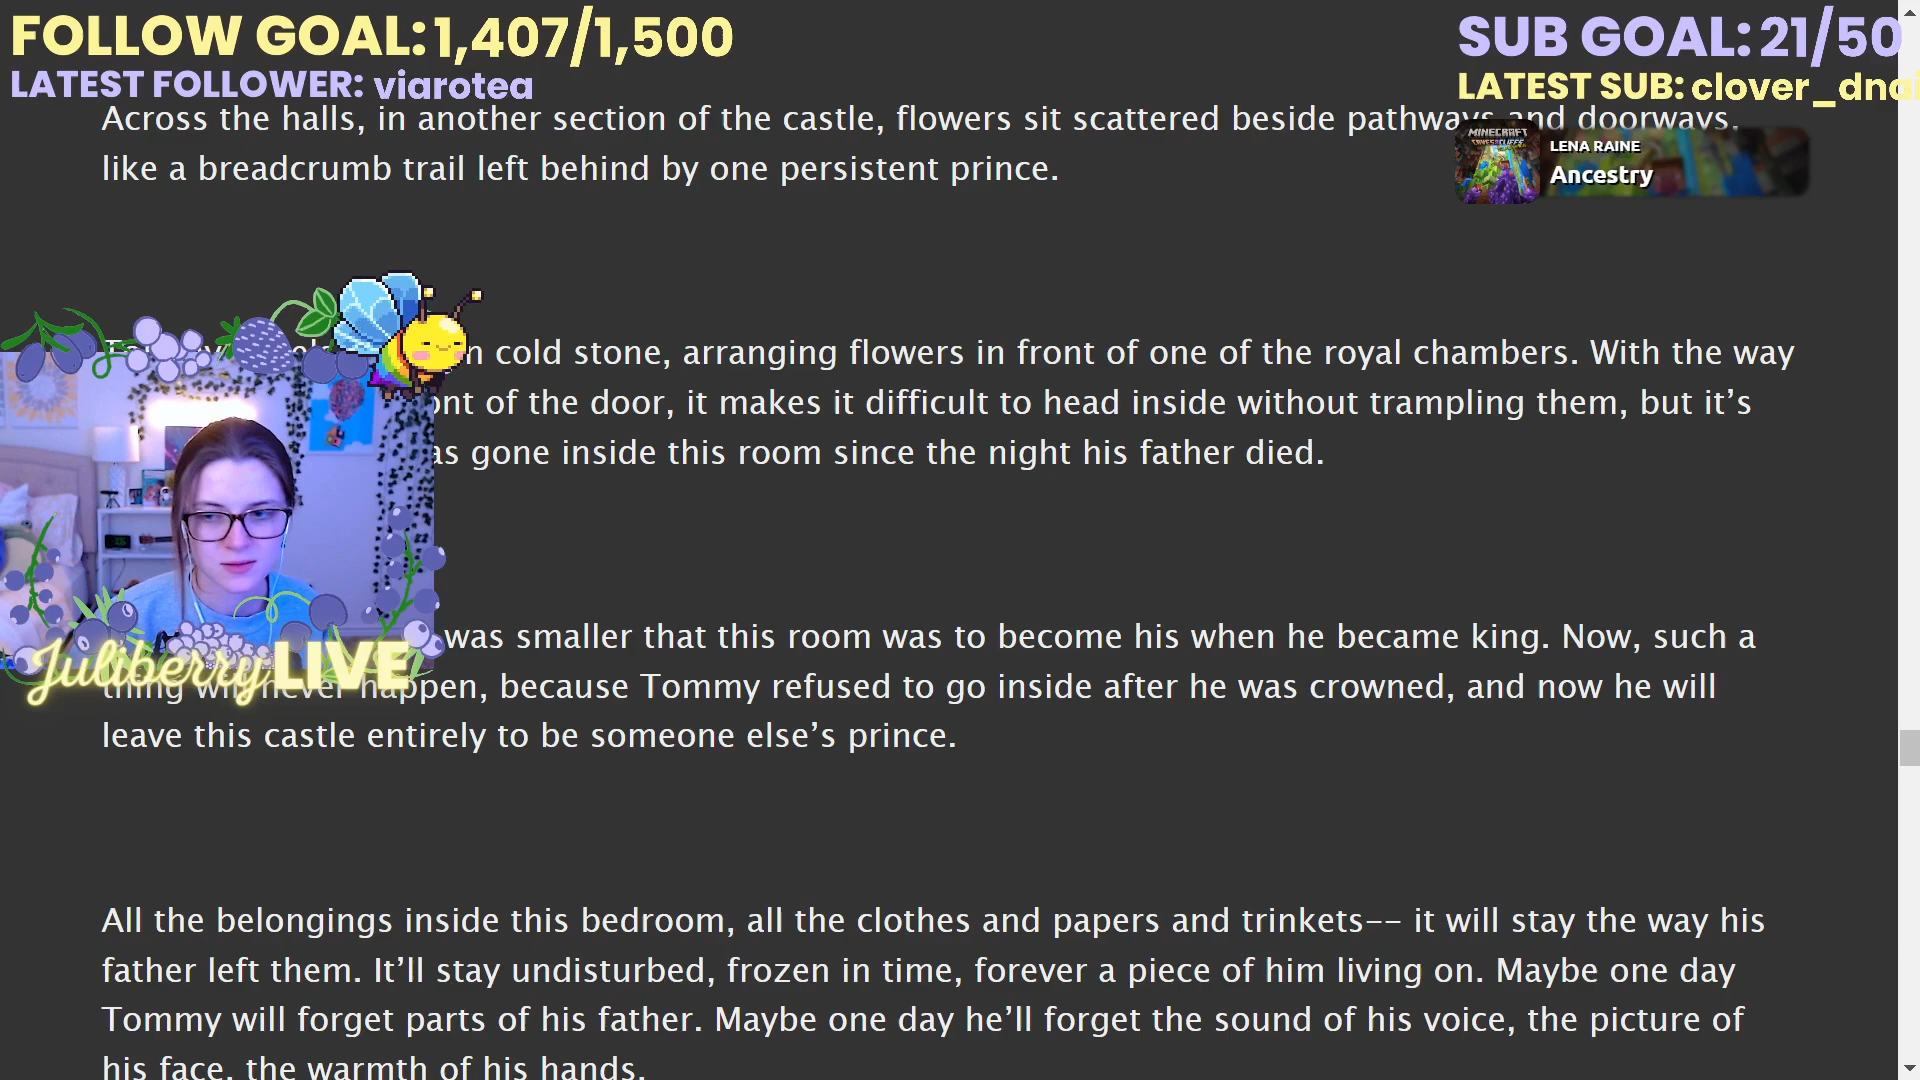 FOLLOW GOAL: 1,407/1,500
LATEST FOLLOWER: viarotea
SUB GOAL: 21/50
LATEST SUB: clover_dna
Across the halls, in another section of the castle, flowers sit scattered beside pathways and doorways,
like a breadcrumb trail left behind by one persistent prince.
MINECRAFT
CAVES & CLIFFS
LENA RAINE
Ancestry
cold stone, arranging flowers in front of one of the royal chambers. With the way
of the door, it makes it difficult to head inside without trampling them, but it’s
gone inside this room since the night his father died.
was smaller that this room was to become his when he became king. Now, such a
thing will never happen, because Tommy refused to go inside after he was crowned, and now he will
leave this castle entirely to be someone else’s prince.
Juliberry LIVE
All the belongings inside this bedroom, all the clothes and papers and trinkets-- it will stay the way his
father left them. It’ll stay undisturbed, frozen in time, forever a piece of him living on. Maybe one day
Tommy will forget parts of his father. Maybe one day he’ll forget the sound of his voice, the picture of
his face, the warmth of his hands.